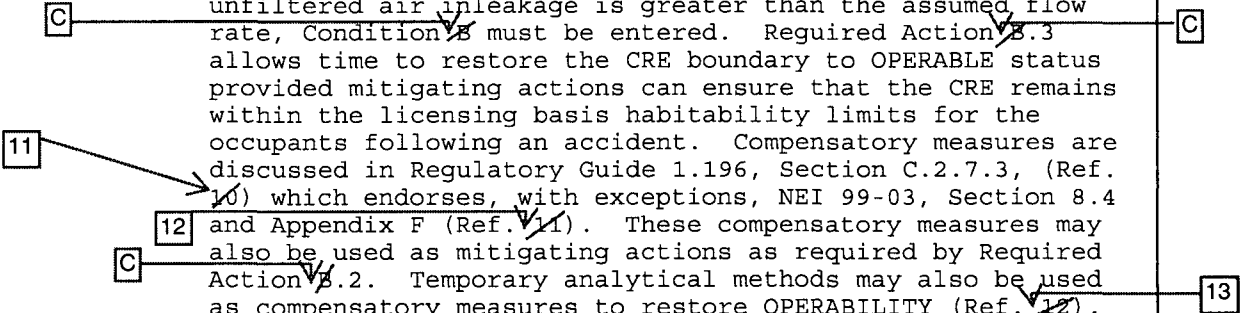 unfiltered air inleakage is greater than the assumed flow
C rate, Condition B must be entered. Required Action B.3 C
allows time to restore the CRE boundary to OPERABLE status
provided mitigating actions can ensure that the CRE remains
within the licensing basis habitability limits for the
11 occupants following an accident. Compensatory measures are
discussed in Regulatory Guide 1.196, Section C.2.7.3, (Ref.
10) which endorses, with exceptions, NEI 99-03, Section 8.4
12 and Appendix F (Ref. 11). These compensatory measures may
also be used as mitigating actions as required by Required
C Action B.2. Temporary analytical methods may also be used
as compensatory measures to restore OPERABILITY (Ref. 12). 13